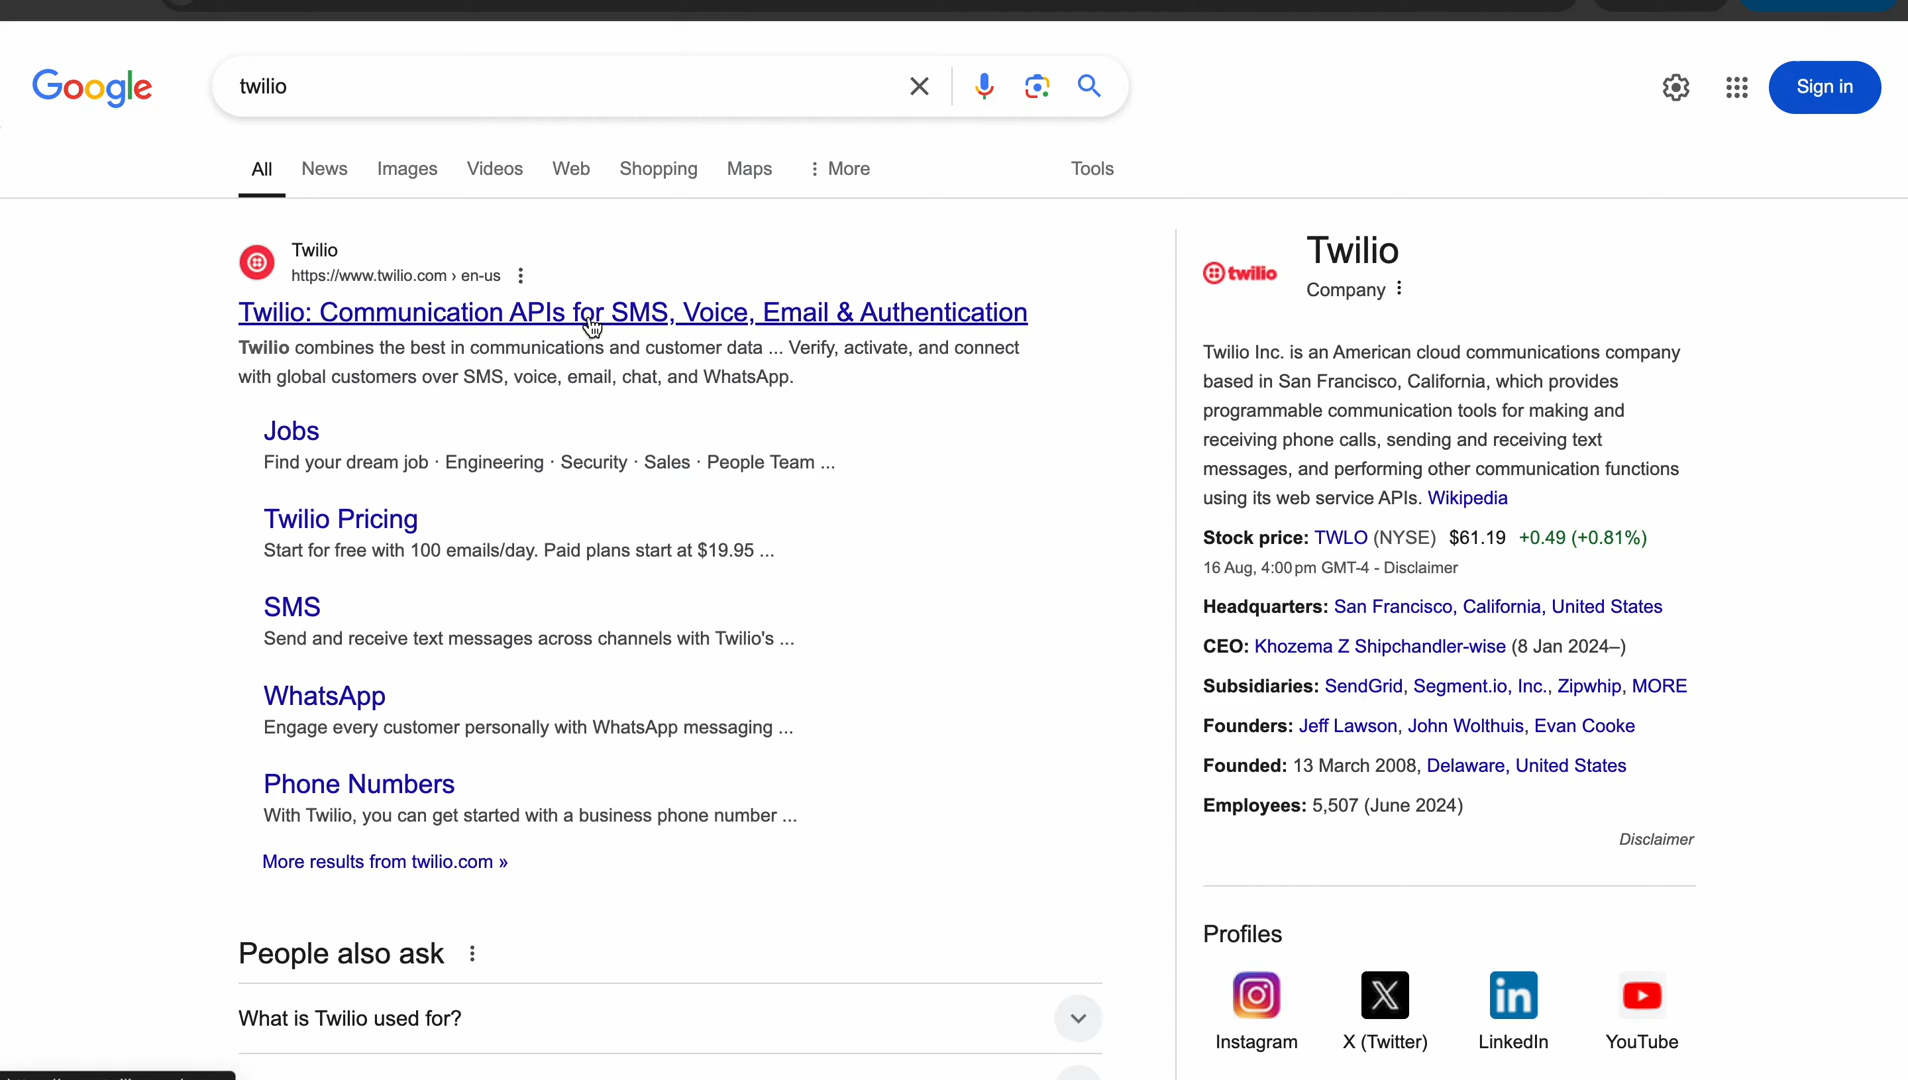 Google
twilio
Sign in
All News Images Videos Web Shopping Maps More Tools
Twilio
https://www.twilio.com › en-us
Twilio: Communication APIs for SMS, Voice, Email & Authentication
Twilio combines the best in communications and customer data ... Verify, activate, and connect
with global customers over SMS, voice, email, chat, and WhatsApp.
Jobs
Find your dream job · Engineering · Security · Sales · People Team ...
Twilio Pricing
Start for free with 100 emails/day. Paid plans start at $19.95 ...
SMS
Send and receive text messages across channels with Twilio's ...
WhatsApp
Engage every customer personally with WhatsApp messaging ...
Phone Numbers
With Twilio, you can get started with a business phone number ...
More results from twilio.com »
People also ask
What is Twilio used for?
twilio
Twilio
Company
Twilio Inc. is an American cloud communications company
based in San Francisco, California, which provides
programmable communication tools for making and
receiving phone calls, sending and receiving text
messages, and performing other communication functions
using its web service APIs. Wikipedia
Stock price: TWLO (NYSE) $61.19 +0.49 (+0.81%)
16 Aug, 4:00 pm GMT-4 - Disclaimer
Headquarters: San Francisco, California, United States
CEO: Khozema Z Shipchandler-wise (8 Jan 2024–)
Subsidiaries: SendGrid, Segment.io, Inc., Zipwhip, MORE
Founders: Jeff Lawson, John Wolthuis, Evan Cooke
Founded: 13 March 2008, Delaware, United States
Employees: 5,507 (June 2024)
Disclaimer
Profiles
Instagram X (Twitter) LinkedIn YouTube